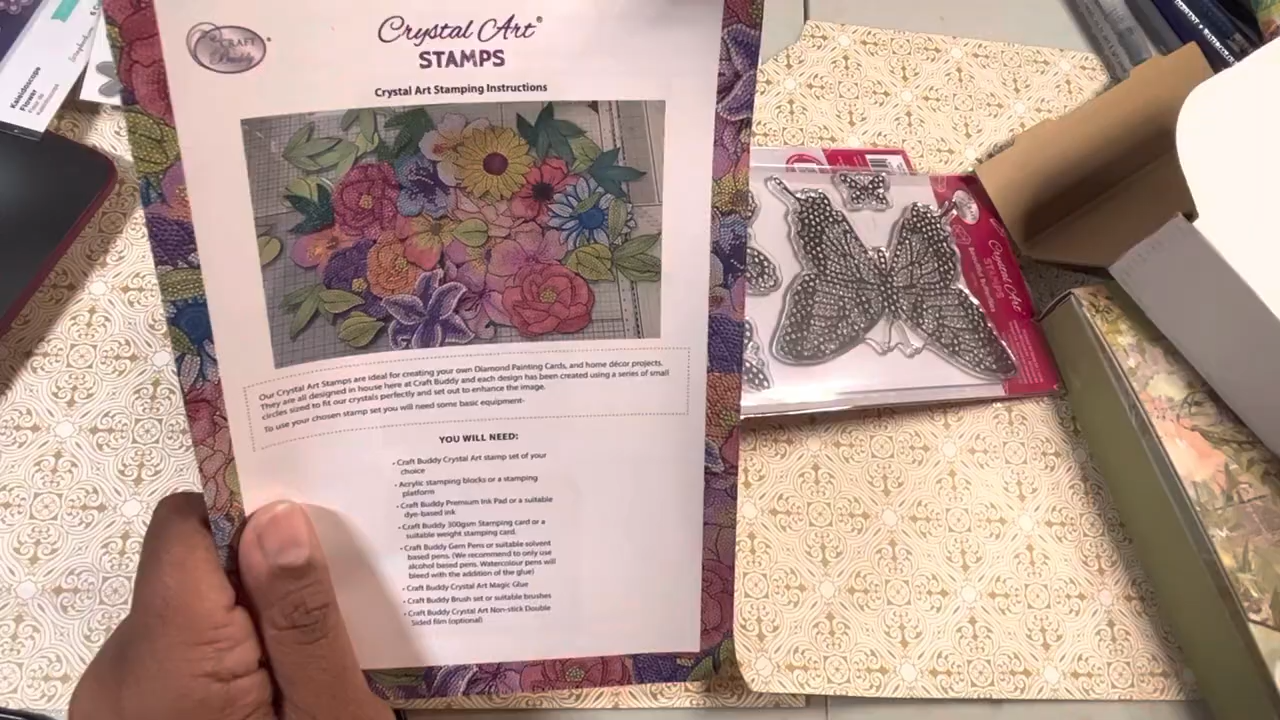 CRAFT
Buddy
Crystal Art®
STAMPS
Crystal Art Stamping Instructions
Our Crystal Art Stamps are ideal for creating your own Diamond Painting Cards, and home décor projects.
They are all designed in house here at Craft Buddy and each design has been created using a series of small
circles sized to fit our crystals perfectly and set out to enhance the image.
To use your chosen stamp set you will need some basic equipment-
YOU WILL NEED:
• Craft Buddy Crystal Art stamp set of your
choice
• Acrylic stamping blocks or a stamping
platform
• Craft Buddy Premium Ink Pad or a suitable
dye-based ink
• Craft Buddy 300gsm Stamping card or a
suitable weight stamping card.
• Craft Buddy Gem Pens or suitable solvent
based pens. (We recommend to only use
alcohol based pens. Watercolour pens will
bleed with the addition of the glue)
• Craft Buddy Crystal Art Magic Glue
• Craft Buddy Brush set or suitable brushes
• Craft Buddy Crystal Art Non-stick Double
Sided film (optional)
Kaleidoscope
Flower
Crystal Art
STAMPS